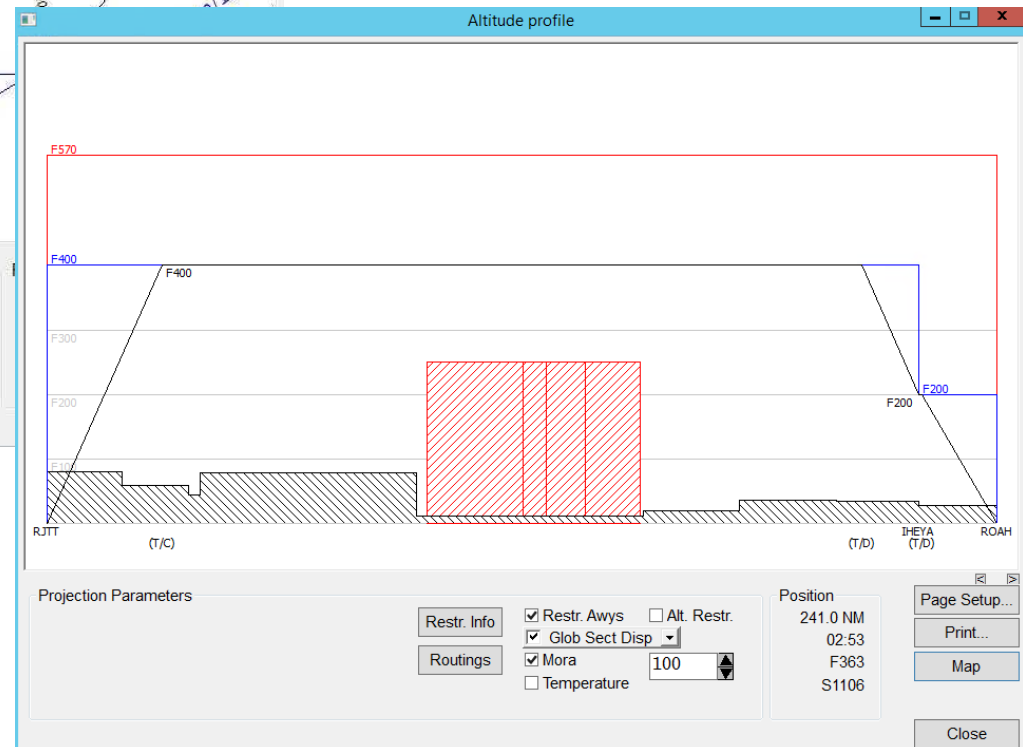 Altitude profile
F570
F400
F400
F300
F200
F200
F200
F100
RJTT
(T/C)
(T/D)
IHEYA
(T/D)
ROAH
Projection Parameters
Restr. Info
Restr. Awys
Alt. Restr.
Glob Sect Disp
Routings
Mora
100
Temperature
Position
241.0 NM
02:53
F363
S1106
< >
Page Setup...
Print...
Map
Close